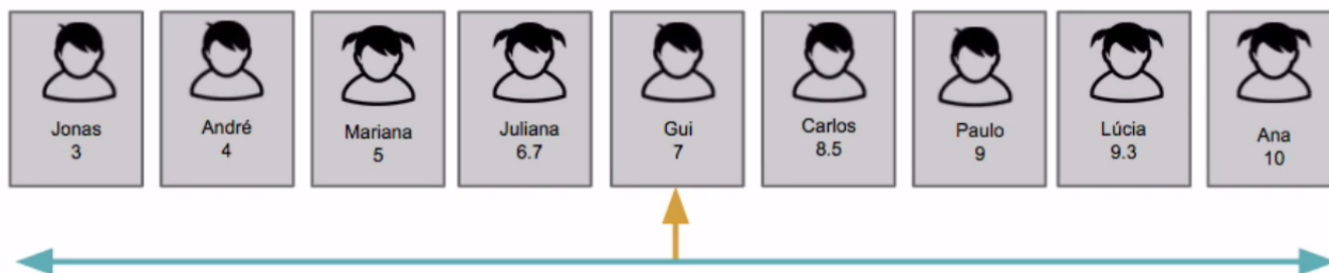 Jonas
3
André
4
Mariana
5
Juliana
6.7
Gui
7
Carlos
8.5
Paulo
9
Lúcia
9.3
Ana
10